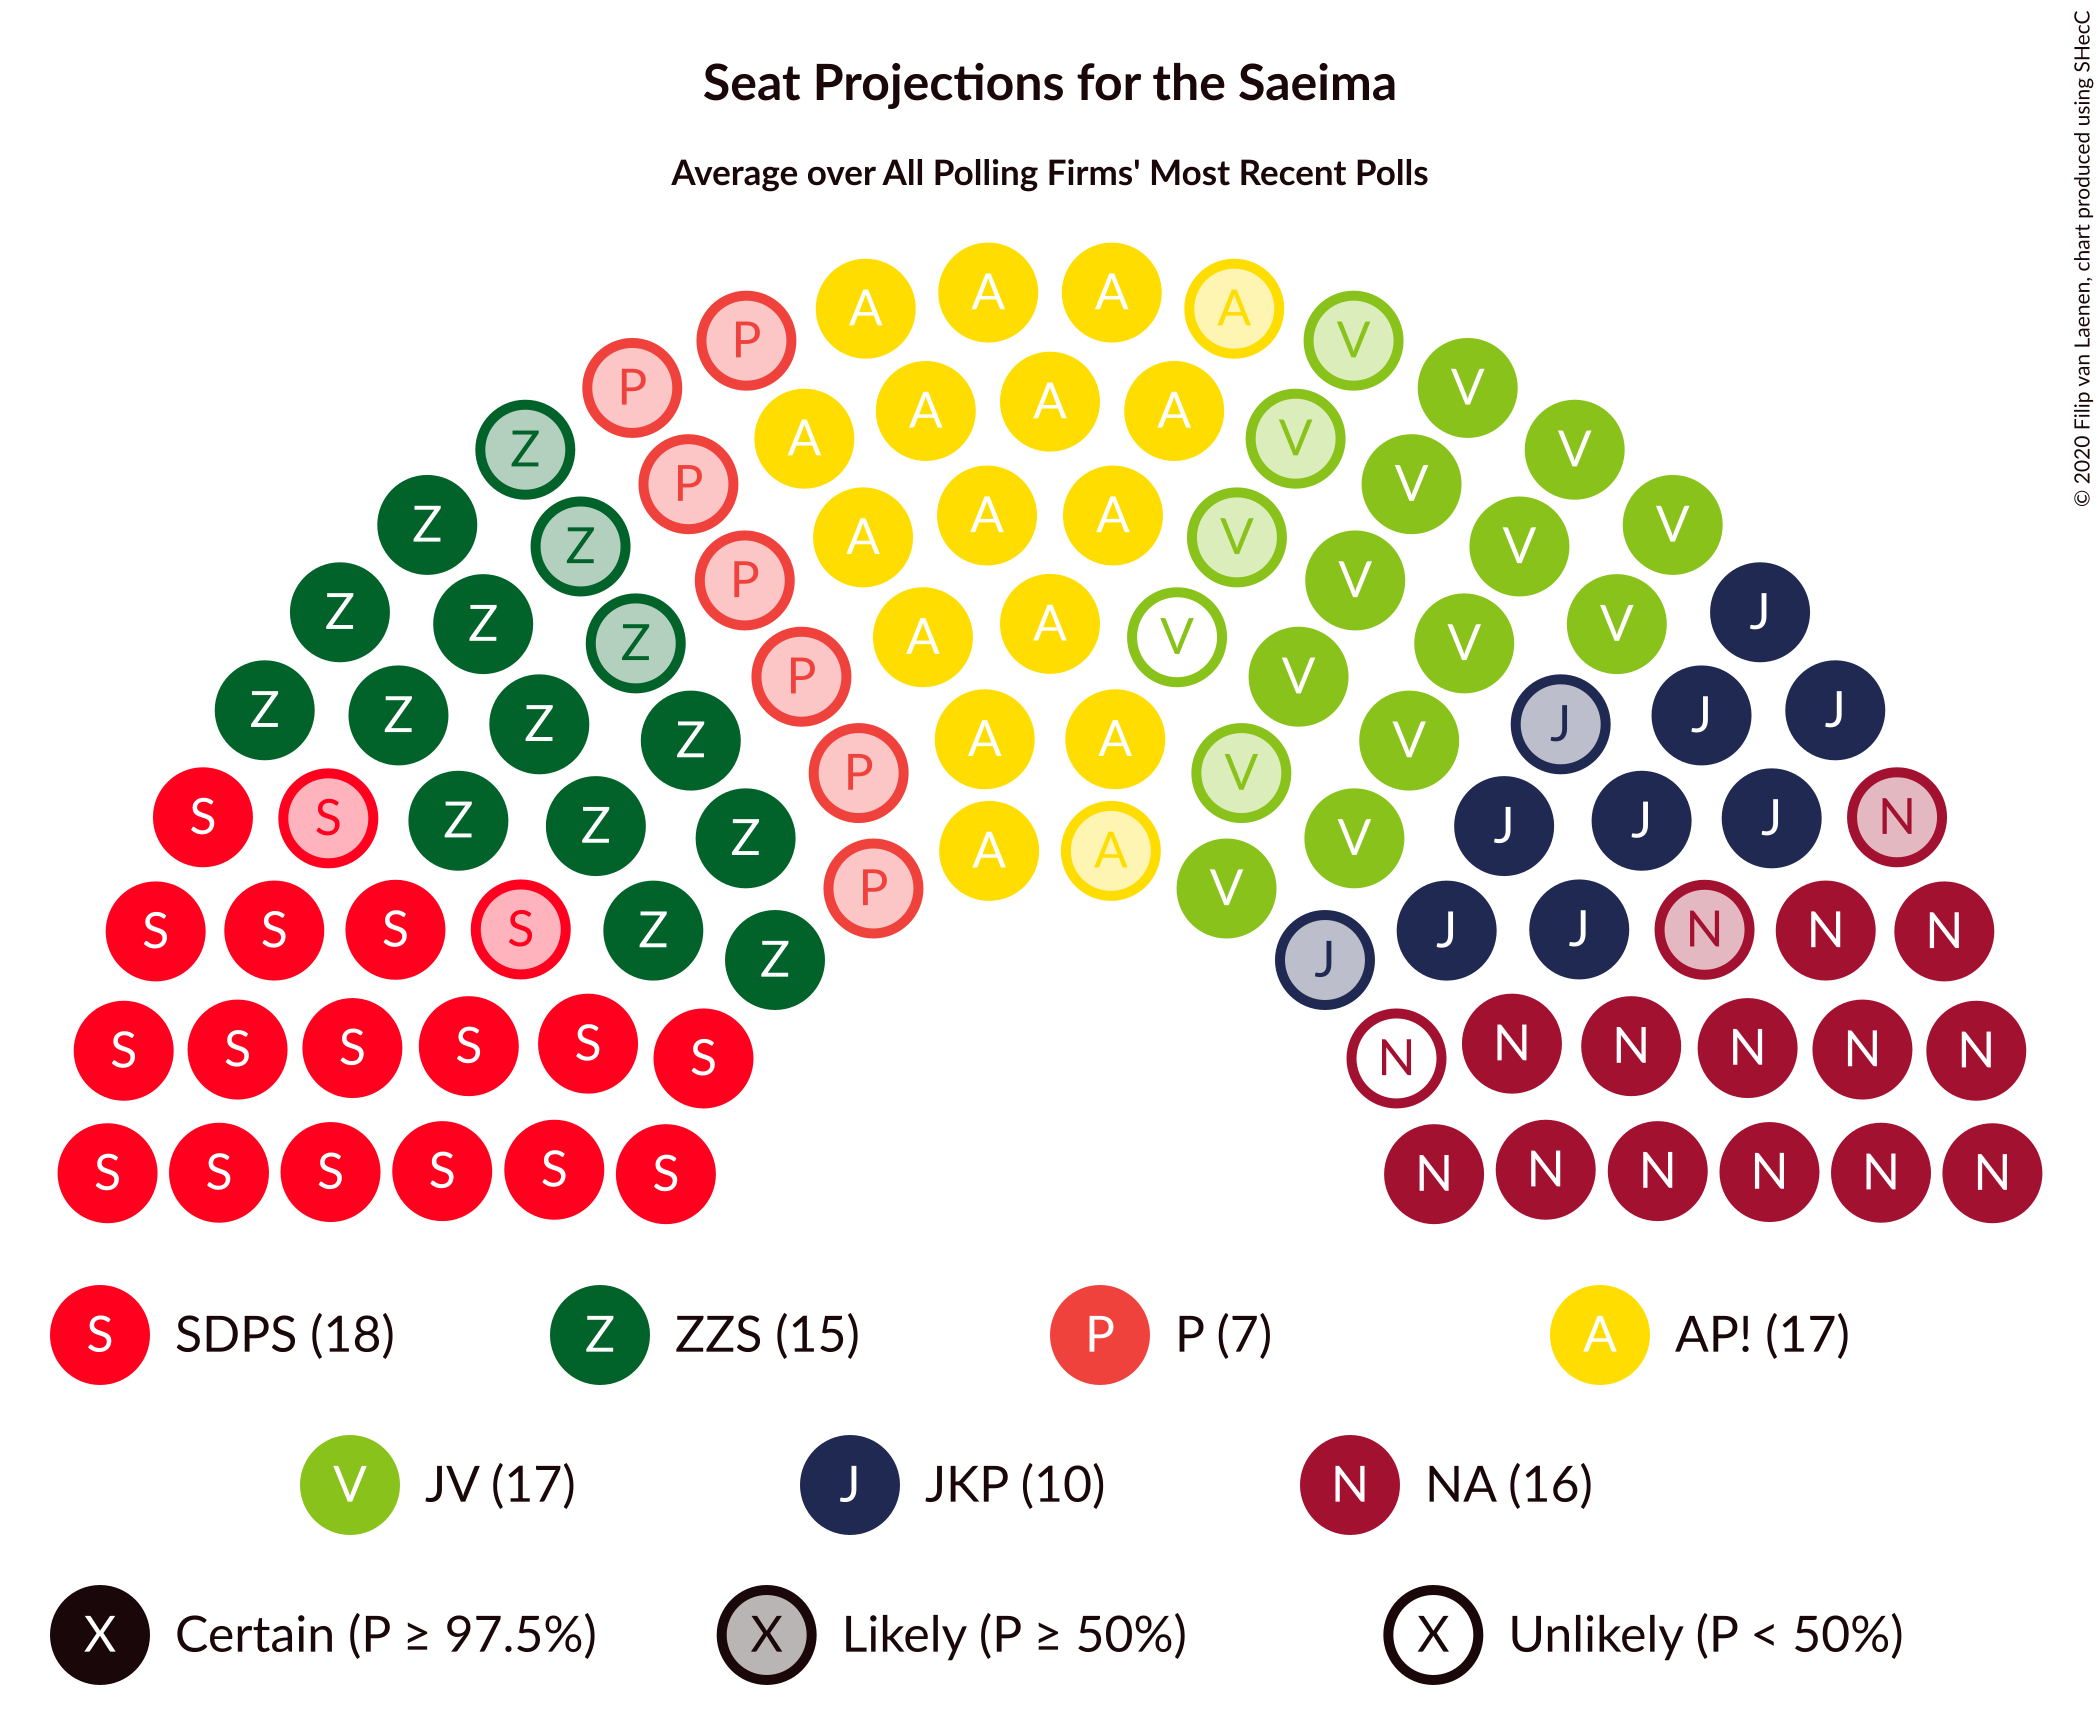 Seat Projections for the Saeima
Average over All Polling Firms' Most Recent Polls
© 2020 Filip van Laenen, chart produced using SHecC
A A A A
P P V V
A A A A
Z P V V V
Z Z P A A A V V V V
Z Z Z P A A V V V V V J
Z Z Z Z P A A V V J J J
S S Z Z Z P A A V V J J J N
S S S S Z Z J J J N N N
S S S S S S N N N N N N
S S S S S S N N N N N N
S SDPS (18) Z ZZS (15) P P (7) A AP! (17)
V JV (17) J JKP (10) N NA (16)
X Certain (P ≥ 97.5%) X Likely (P ≥ 50%) X Unlikely (P < 50%)